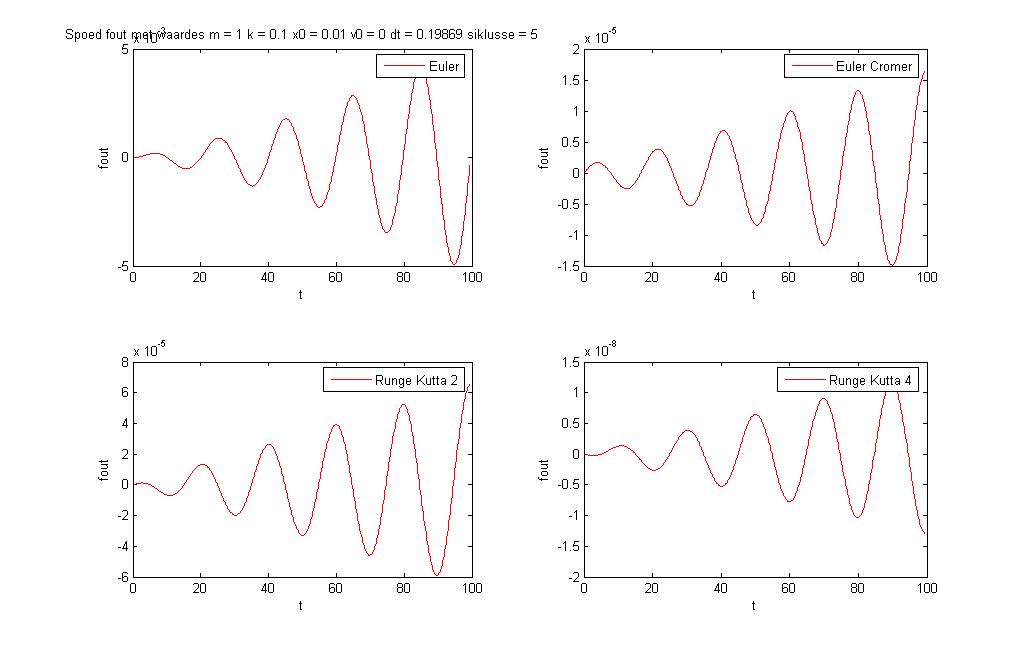 Spoed fout met waardes m = 1 k = 0.1 x0 = 0.01 v0 = 0 dt = 0.19869 siklusse = 5
x 10^-3
5
0
-5
fout
0 20 40 60 80 100
t
Euler
x 10^-5
2
1.5
1
0.5
0
-0.5
-1
-1.5
fout
0 20 40 60 80 100
t
Euler Cromer
x 10^-5
8
6
4
2
0
-2
-4
-6
fout
0 20 40 60 80 100
t
Runge Kutta 2
x 10^-8
1.5
1
0.5
0
-0.5
-1
-1.5
-2
fout
0 20 40 60 80 100
t
Runge Kutta 4